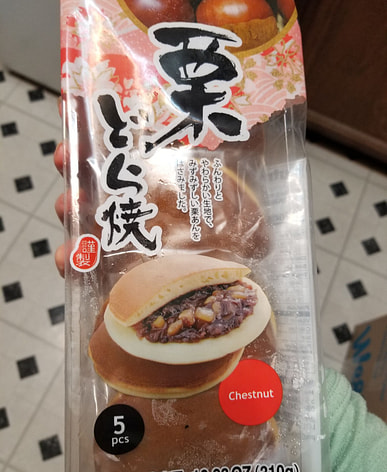 栗
どら焼
謹製
ふんわりと
やわらかい生地で、
みずみずしい栗あんを
はさみました。
Chestnut
5
pcs
(310g)